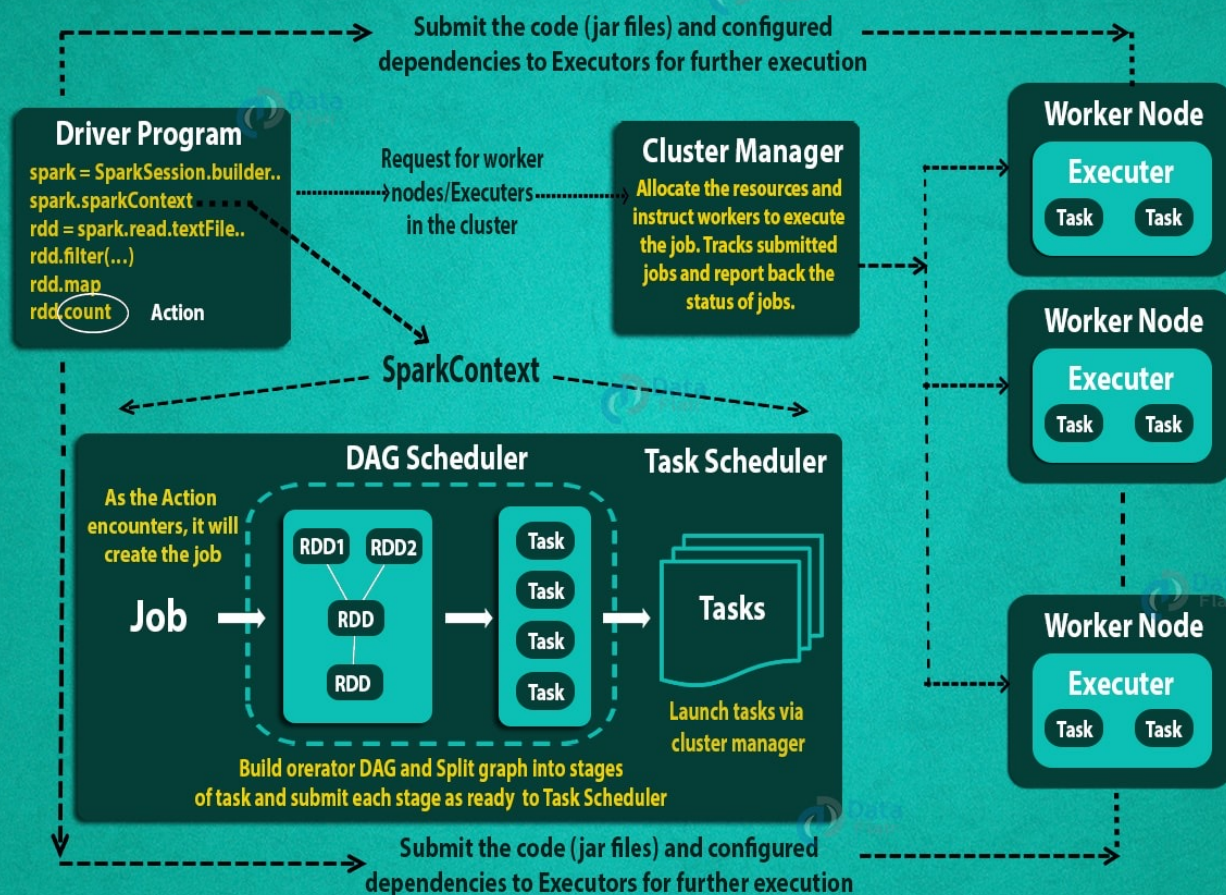 Submit the code (jar files) and configured
dependencies to Executors for further execution
Driver Program
spark = SparkSession.builder..
spark.sparkContext
rdd = spark.read.textFile..
rdd.filter(...)
rdd.map
rdd.count
Action
Request for worker
nodes/Executers
in the cluster
Cluster Manager
Allocate the resources and
instruct workers to execute
the job. Tracks submitted
jobs and report back the
status of jobs.
Worker Node
Executer
Task Task
Worker Node
Executer
Task Task
Worker Node
Executer
Task Task
SparkContext
DAG Scheduler
Task Scheduler
As the Action
encounters, it will
create the job
Job
RDD1 RDD2
RDD
RDD
Task
Task
Task
Task
Tasks
Launch tasks via
cluster manager
Build orerator DAG and Split graph into stages
of task and submit each stage as ready to Task Scheduler
Submit the code (jar files) and configured
dependencies to Executors for further execution
Data
Data
Data
Data